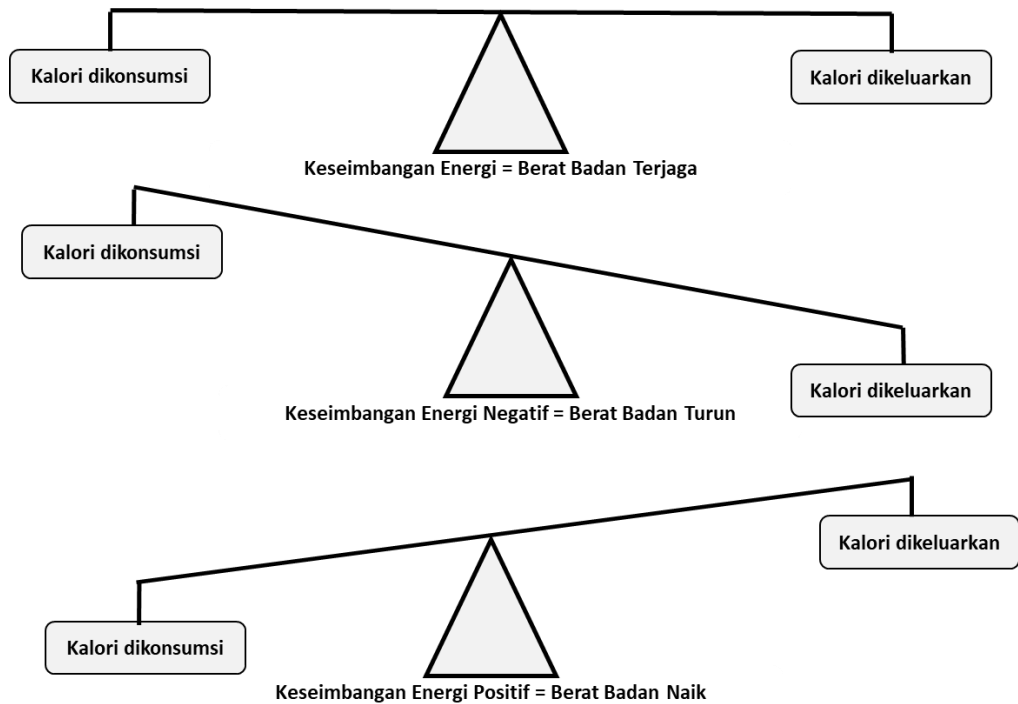 Kalori dikonsumsi
Kalori dikeluarkan
Keseimbangan Energi = Berat Badan Terjaga
Kalori dikonsumsi
Kalori dikeluarkan
Keseimbangan Energi Negatif = Berat Badan Turun
Kalori dikeluarkan
Kalori dikonsumsi
Keseimbangan Energi Positif = Berat Badan Naik